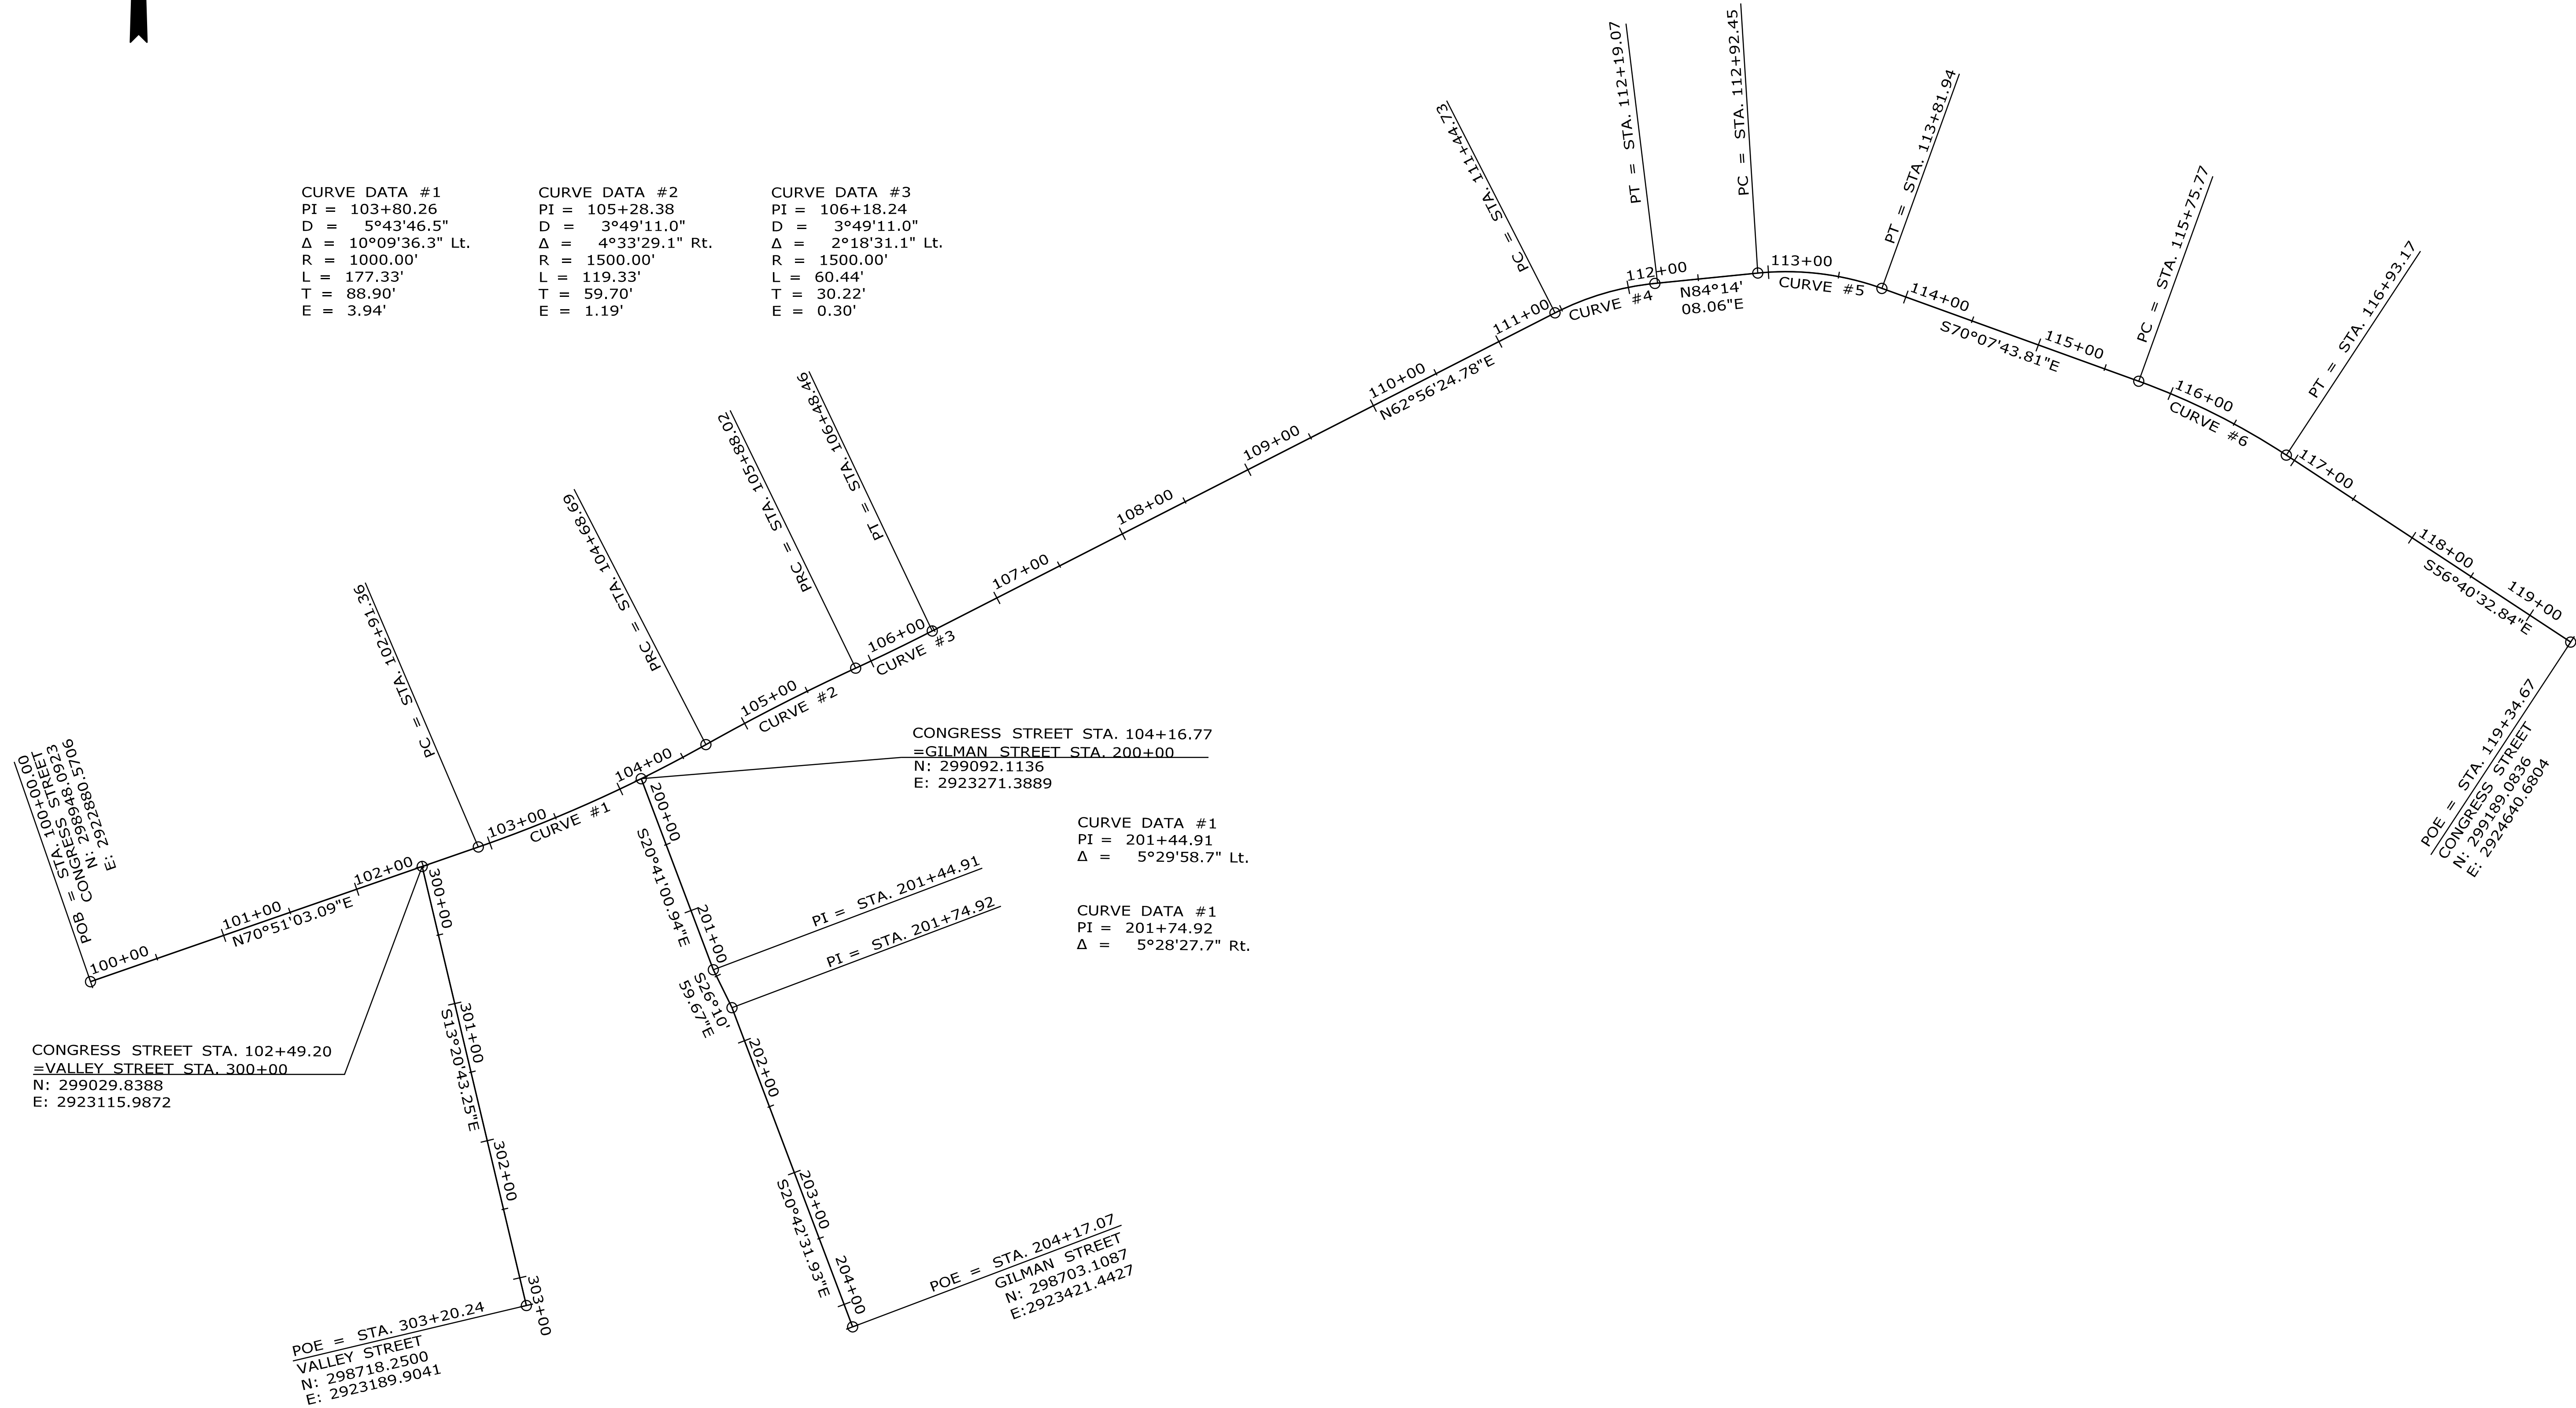 CURVE DATA #1
PI = 103+80.26
D = 5°43'46.5"
Δ = 10°09'36.3" Lt.
R = 1000.00'
L = 177.33'
T = 88.90'
E = 3.94'
CURVE DATA #2
PI = 105+28.38
D = 3°49'11.0"
Δ = 4°33'29.1" Rt.
R = 1500.00'
L = 119.33'
T = 59.70'
E = 1.19'
CURVE DATA #3
PI = 106+18.24
D = 3°49'11.0"
Δ = 2°18'31.1" Lt.
R = 1500.00'
L = 60.44'
T = 30.22'
E = 0.30'
POB = STA. 100+00.00
CONGRESS STREET
N: 298948.0923
E: 2922880.5706
100+00
101+00
N70°51'03.09"E
102+00
PC = STA. 102+91.36
103+00
CURVE #1
104+00
PRC = STA. 104+68.69
105+00
CURVE #2
PRC = STA. 105+88.02
106+00
CURVE #3
PT = STA. 106+48.46
107+00
108+00
109+00
110+00
N62°56'24.78"E
111+00
PC = STA. 111+44.73
CURVE #4
112+00
PT = STA. 112+19.07
N84°14'
08.06"E
PC = STA. 112+92.45
113+00
CURVE #5
PT = STA. 113+81.94
114+00
S70°07'43.81"E
115+00
PC = STA. 115+75.77
116+00
CURVE #6
PT = STA. 116+93.17
117+00
118+00
S56°40'32.84"E
119+00
POE = STA. 119+34.67
CONGRESS STREET
N: 299189.0836
E: 2924640.6804
CONGRESS STREET STA. 104+16.77
=GILMAN STREET STA. 200+00
N: 299092.1136
E: 2923271.3889
CURVE DATA #1
PI = 201+44.91
Δ = 5°29'58.7" Lt.
CURVE DATA #1
PI = 201+74.92
Δ = 5°28'27.7" Rt.
200+00
S20°41'00.94"E
201+00
PI = STA. 201+44.91
PI = STA. 201+74.92
S26°10'
59.67"E
202+00
203+00
S20°42'31.93"E
204+00
POE = STA. 204+17.07
GILMAN STREET
N: 298703.1087
E:2923421.4427
CONGRESS STREET STA. 102+49.20
=VALLEY STREET STA. 300+00
N: 299029.8388
E: 2923115.9872
300+00
301+00
S13°20'43.25"E
302+00
303+00
POE = STA. 303+20.24
VALLEY STREET
N: 298718.2500
E: 2923189.9041